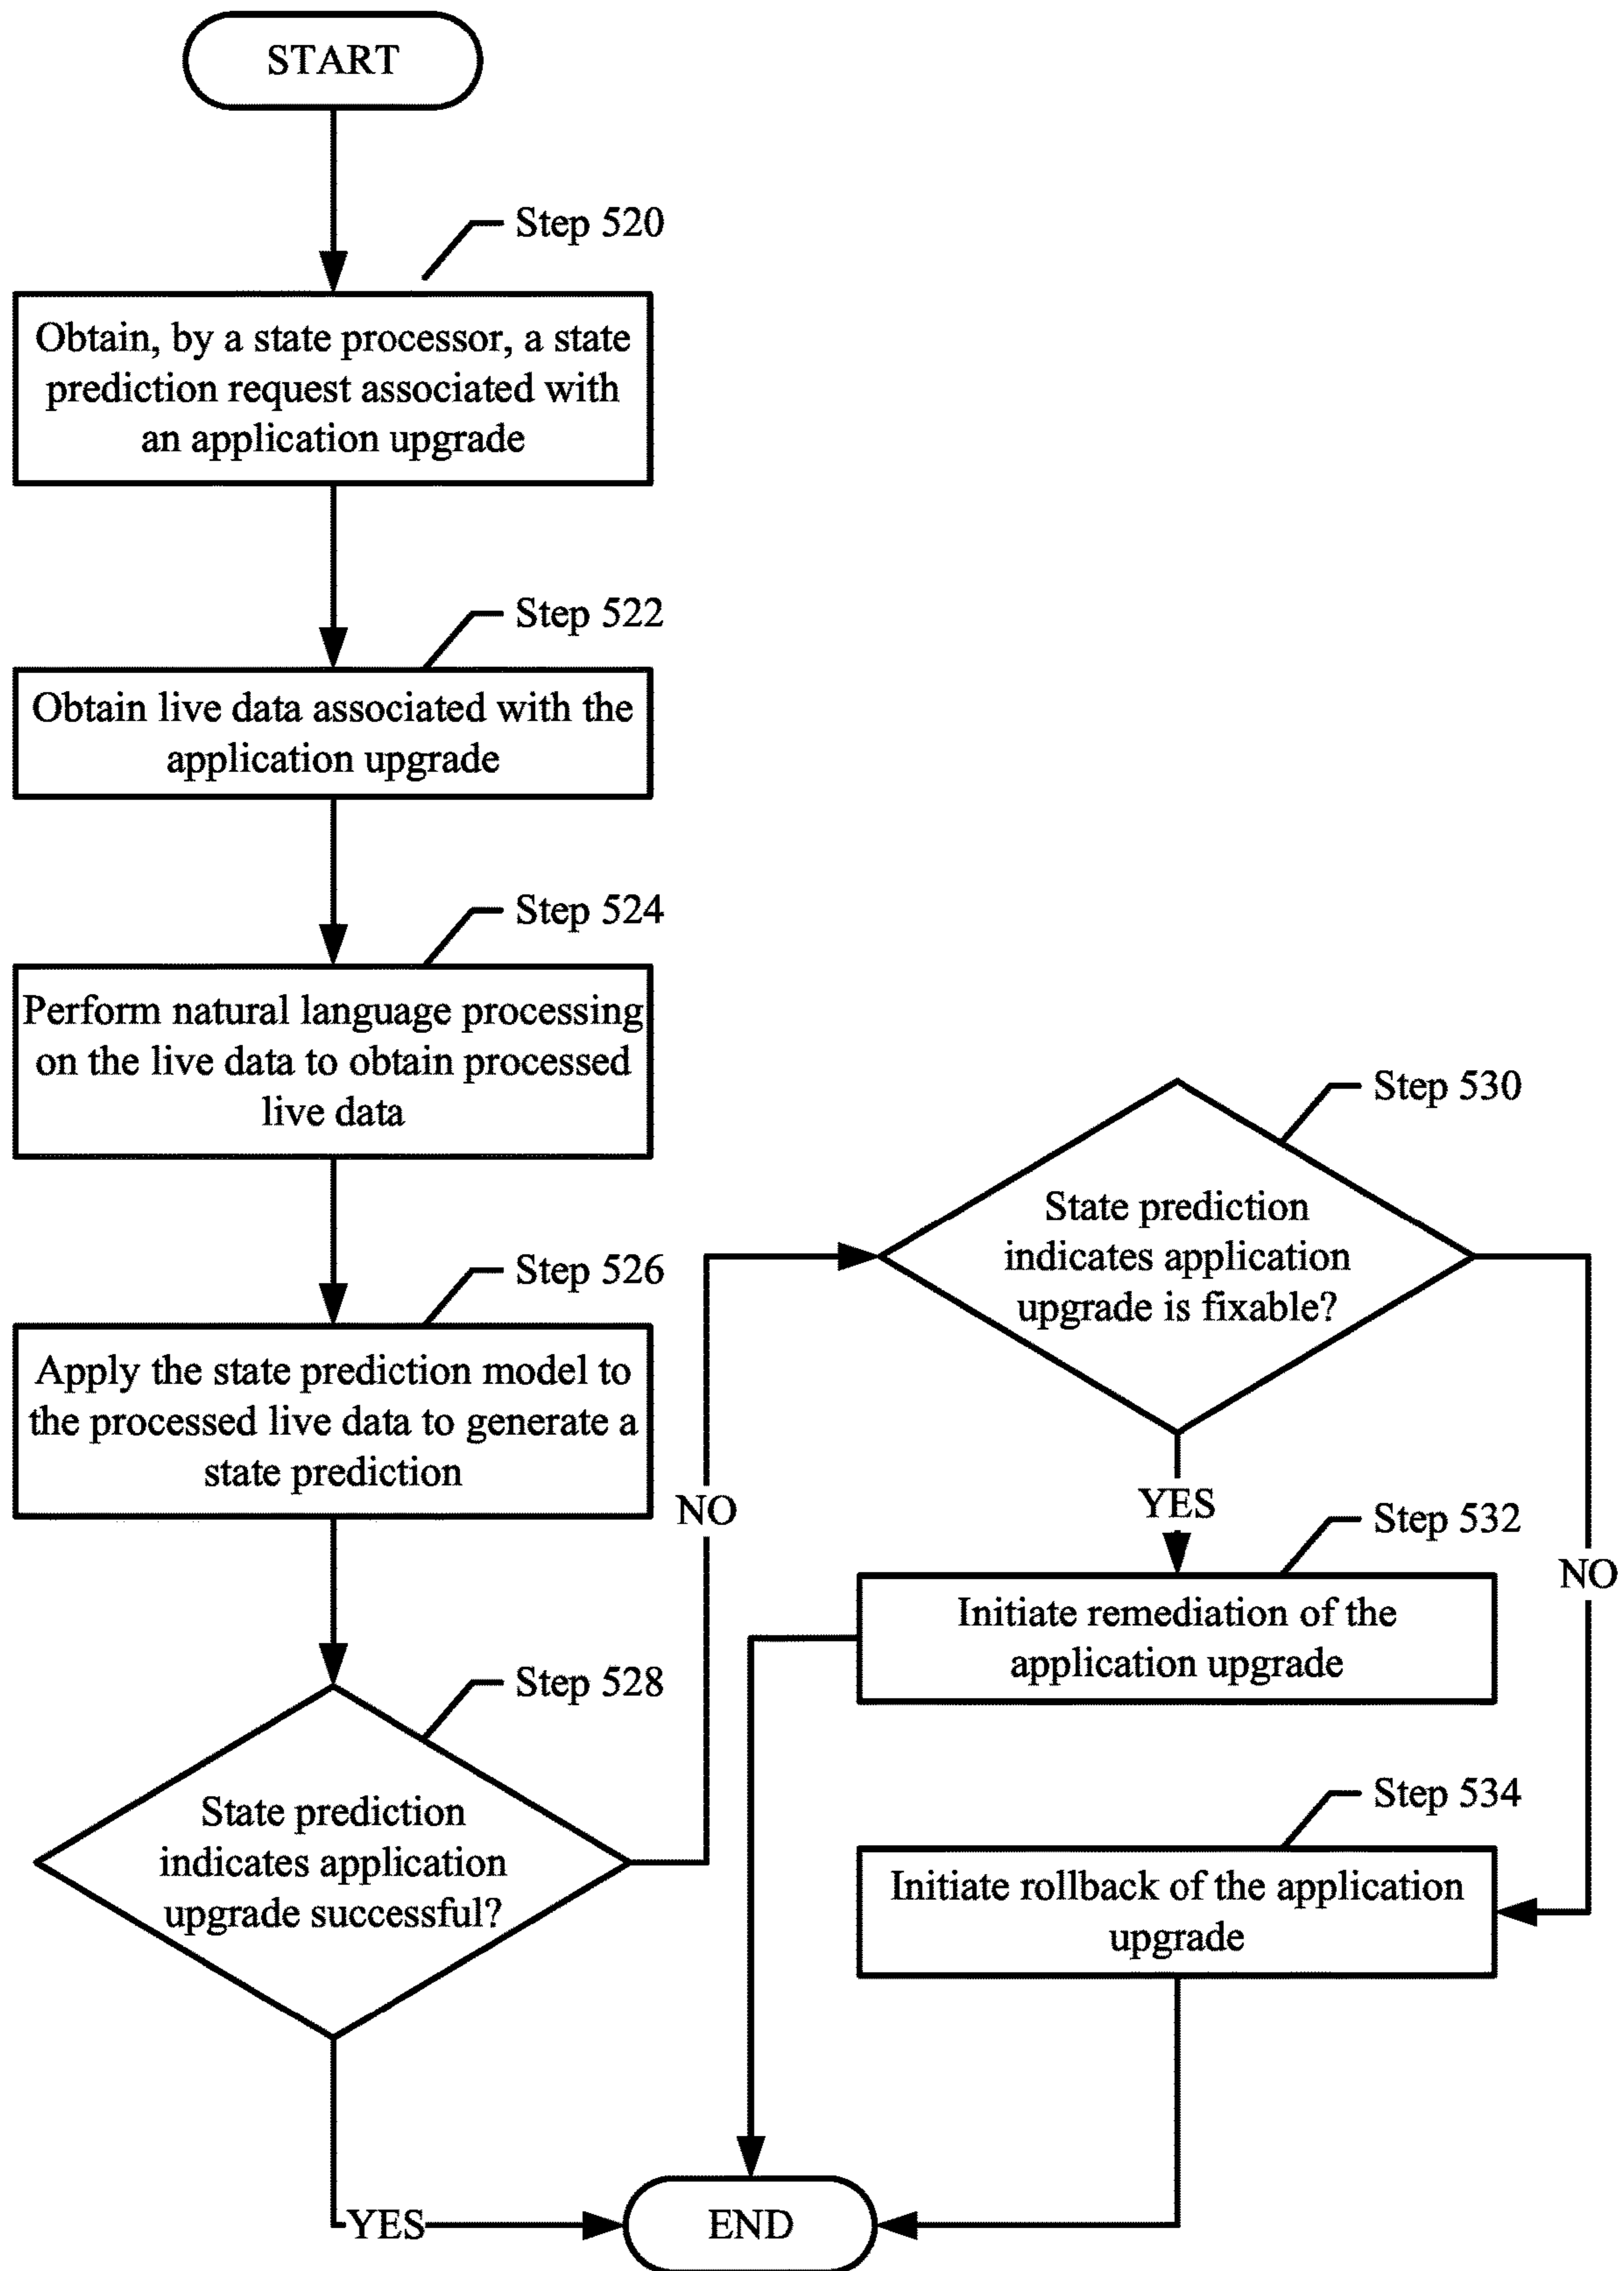 START
Step 520
Obtain, by a state processor, a state
prediction request associated with
an application upgrade
Step 522
Obtain live data associated with the
application upgrade
Step 524
Perform natural language processing
on the live data to obtain processed
live data
Step 526
Apply the state prediction model to
the processed live data to generate a
state prediction
Step 528
State prediction
indicates application
upgrade successful?
NO
YES
Step 530
State prediction
indicates application
upgrade is fixable?
YES
NO
Step 532
Initiate remediation of the
application upgrade
Step 534
Initiate rollback of the application
upgrade
END